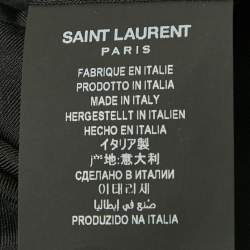 SAINT LAURENT
PARIS
FABRIQUE EN ITALIE
PRODOTTO IN ITALIA
MADE IN ITALY
HERGESTELLT IN ITALIEN
HECHO EN ITALIA
イタリア製
产地:意大利
СДЕЛАНО В ИТАЛИИ
이태리제
صنع في إيطاليا
PRODUZIDO NA ITALIA